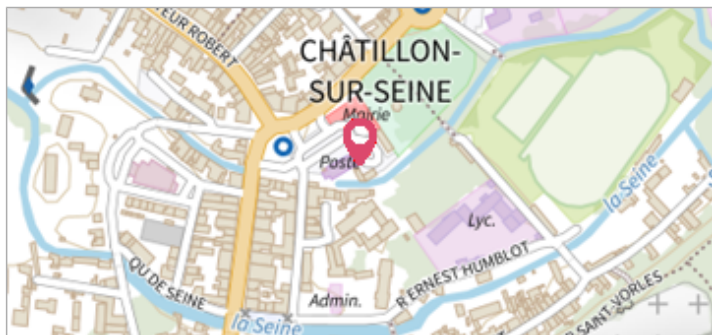 EUR ROBERT
CHÂTILLON-
SUR-SEINE
Mairie
Poste
la Seine
Lyc.
QU DE SEINE
R ERNEST HUMBLOT
Admin.
SAINT-VORLES
la Seine